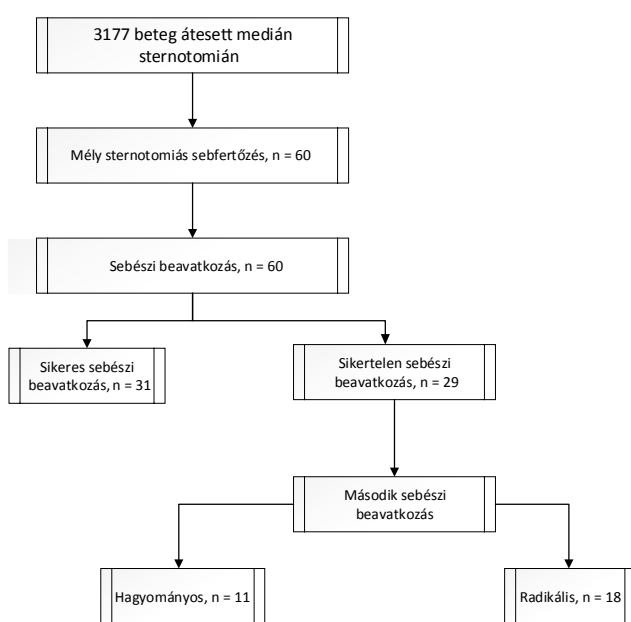 3177 beteg átesett medián
sternotomián
Mély sternotomiás sebfertőzés, n = 60
Sebészi beavatkozás, n = 60
Sikeres sebészi
beavatkozás, n = 31
Sikertelen sebészi
beavatkozás, n = 29
Második sebészi
beavatkozás
Hagyományos, n = 11
Radikális, n = 18